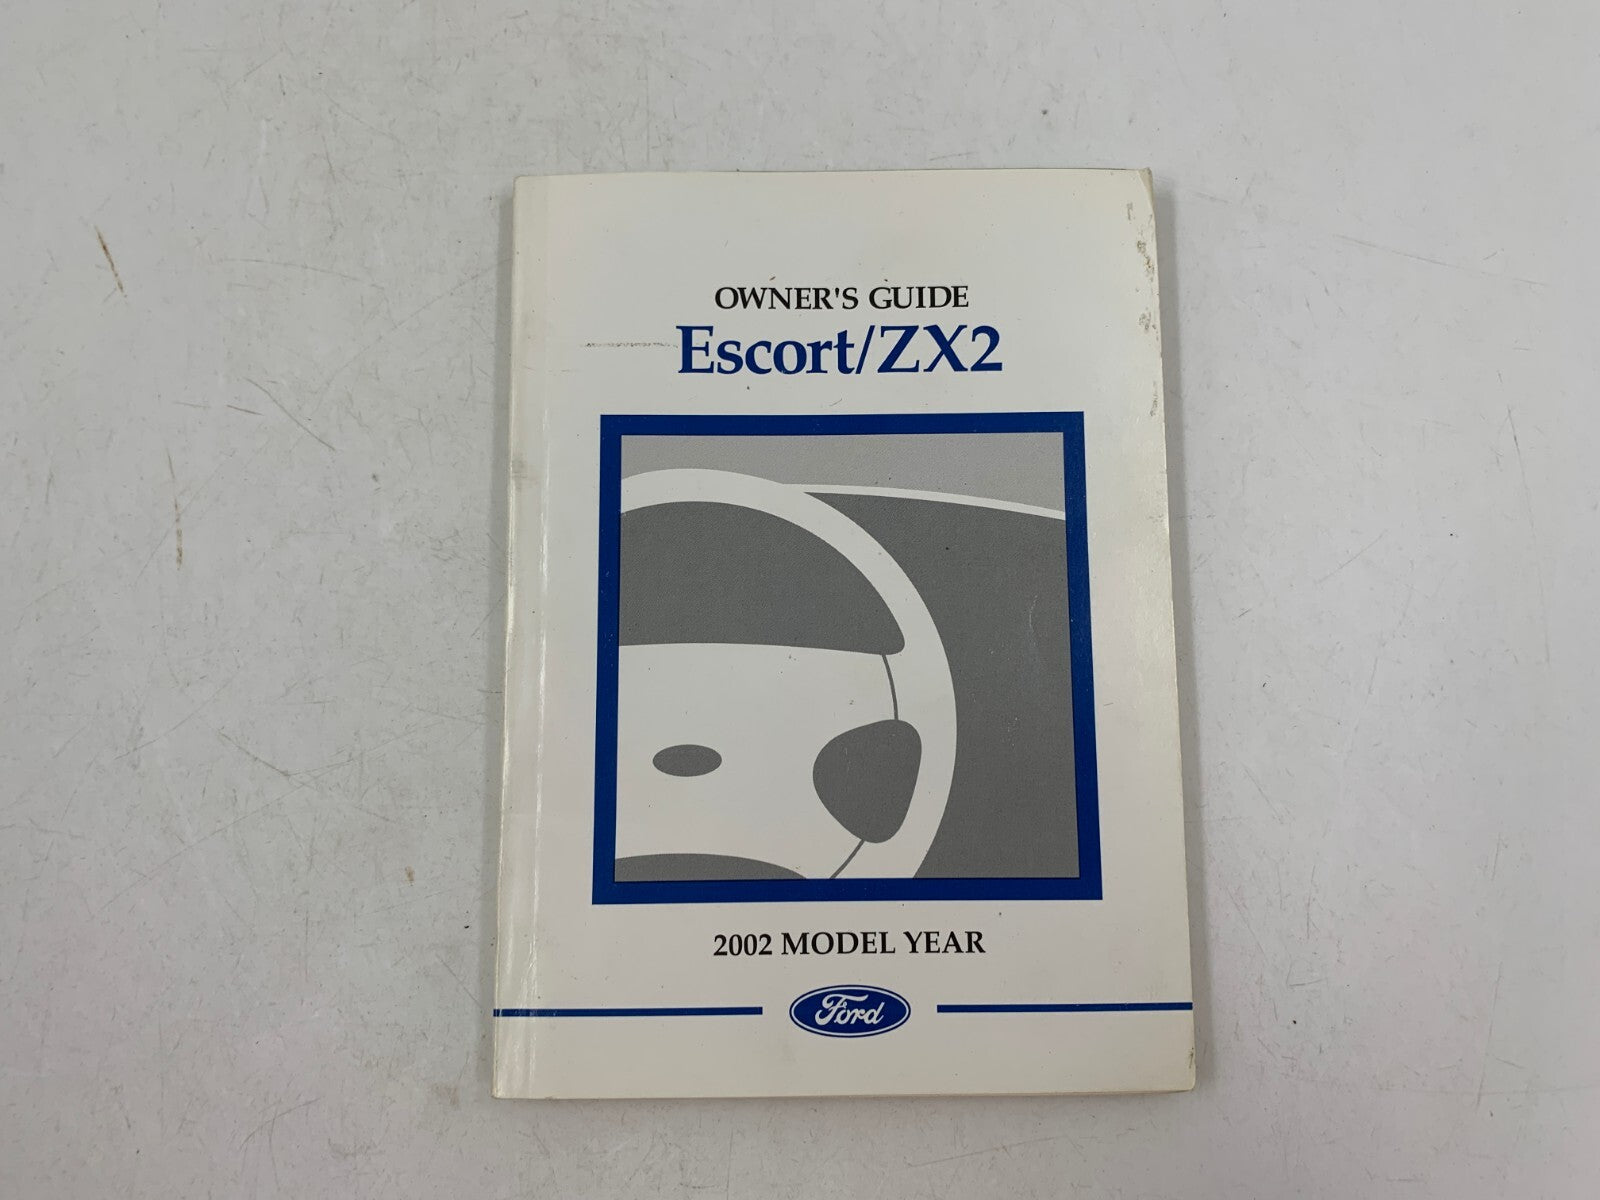 OWNER'S GUIDE
Escort/ZX2
2002 MODEL YEAR
Ford